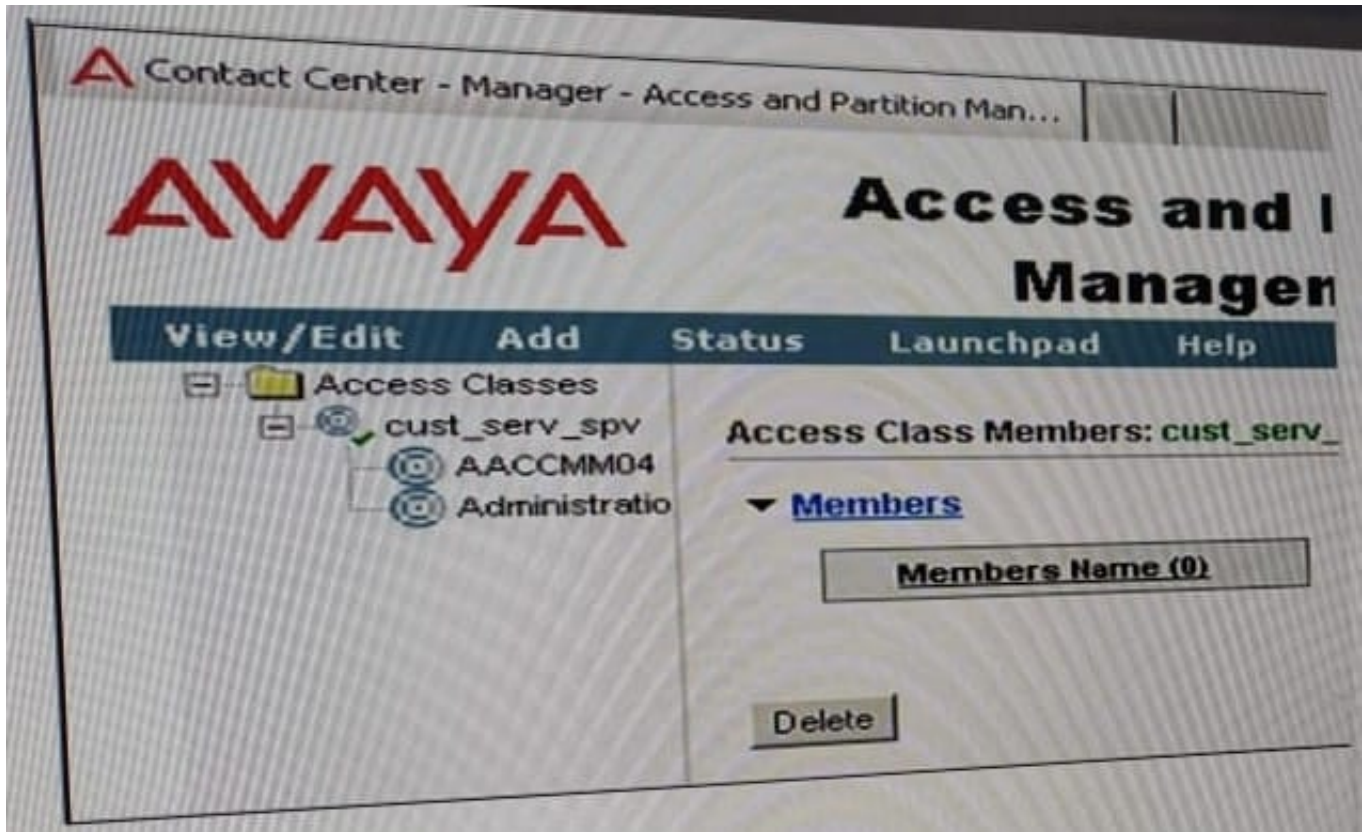 Contact Center - Manager - Access and Partition Man...
AVAYA
Access and
Manager
View/Edit Add Status Launchpad Help
Access Classes
cust_serv_spv
AACCMM04
Administratio
Access Class Members: cust_serv_
Members
Members Name (0)
Delete